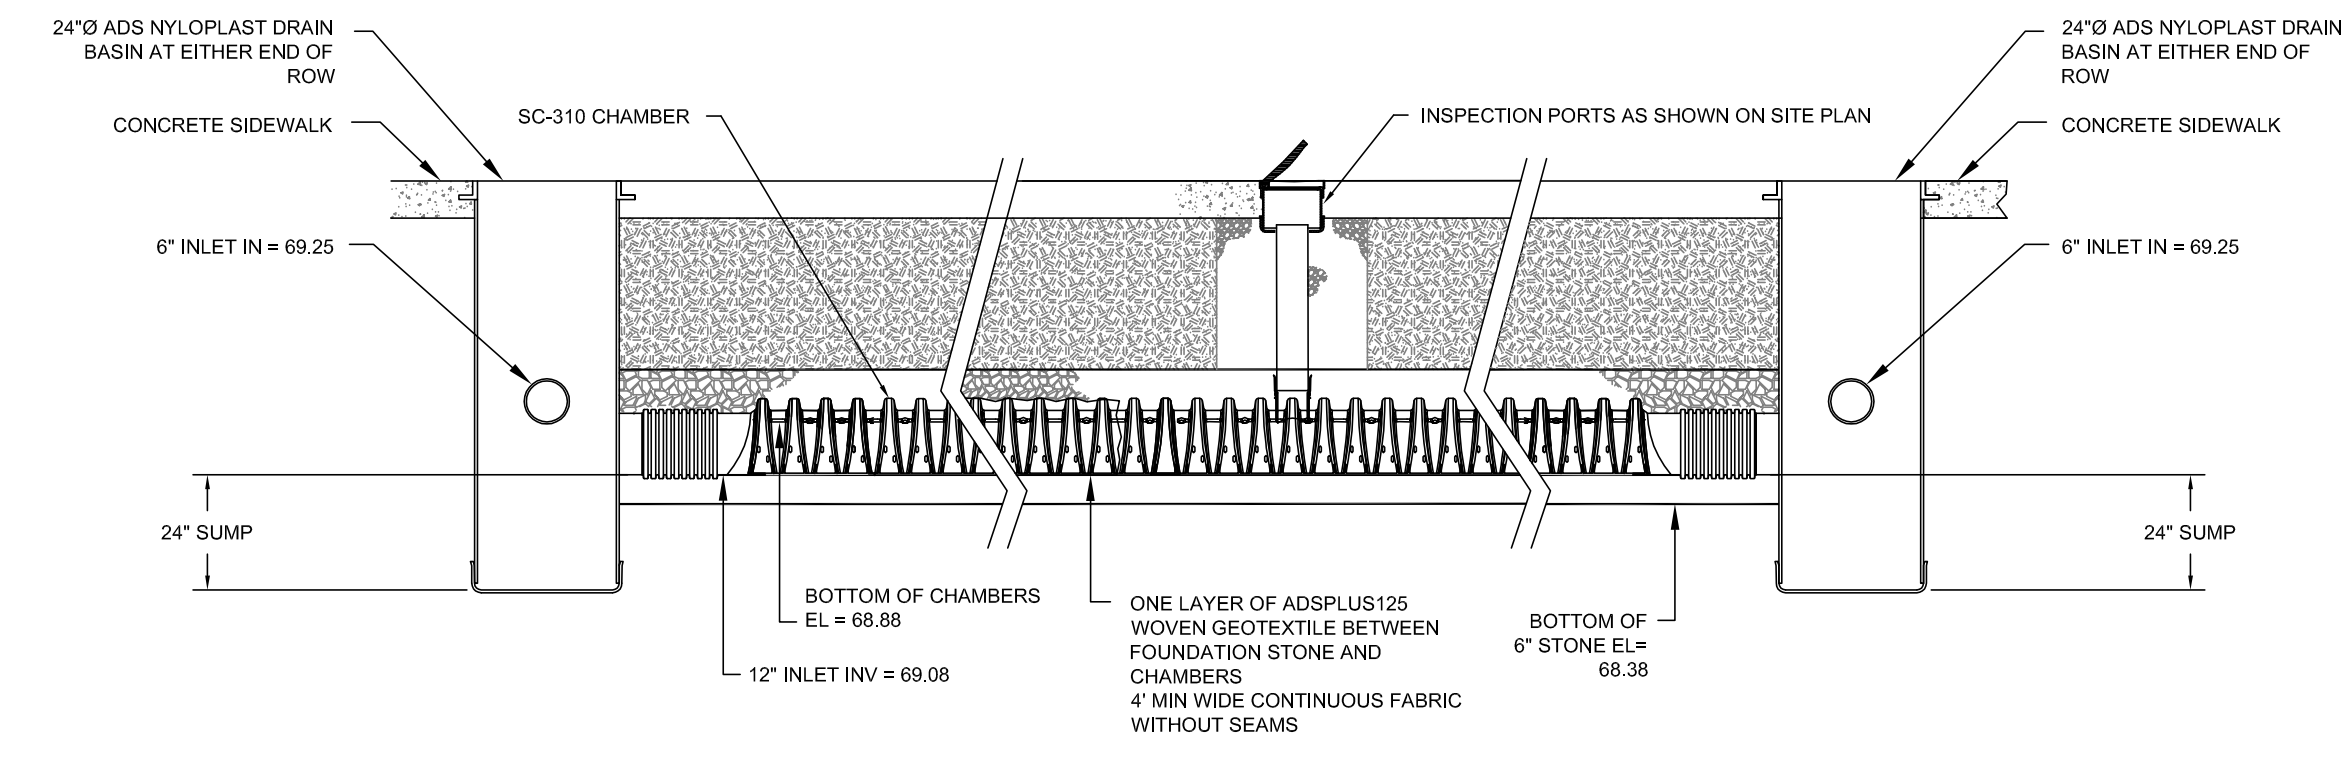 24"Ø ADS NYLOPLAST DRAIN
BASIN AT EITHER END OF
ROW
CONCRETE SIDEWALK
6" INLET IN = 69.25
24" SUMP
SC-310 CHAMBER
INSPECTION PORTS AS SHOWN ON SITE PLAN
24"Ø ADS NYLOPLAST DRAIN
BASIN AT EITHER END OF
ROW
CONCRETE SIDEWALK
6" INLET IN = 69.25
24" SUMP
BOTTOM OF CHAMBERS
EL = 68.88
12" INLET INV = 69.08
ONE LAYER OF ADSPLUS125
WOVEN GEOTEXTILE BETWEEN
FOUNDATION STONE AND
CHAMBERS
4' MIN WIDE CONTINUOUS FABRIC
WITHOUT SEAMS
BOTTOM OF
6" STONE EL=
68.38